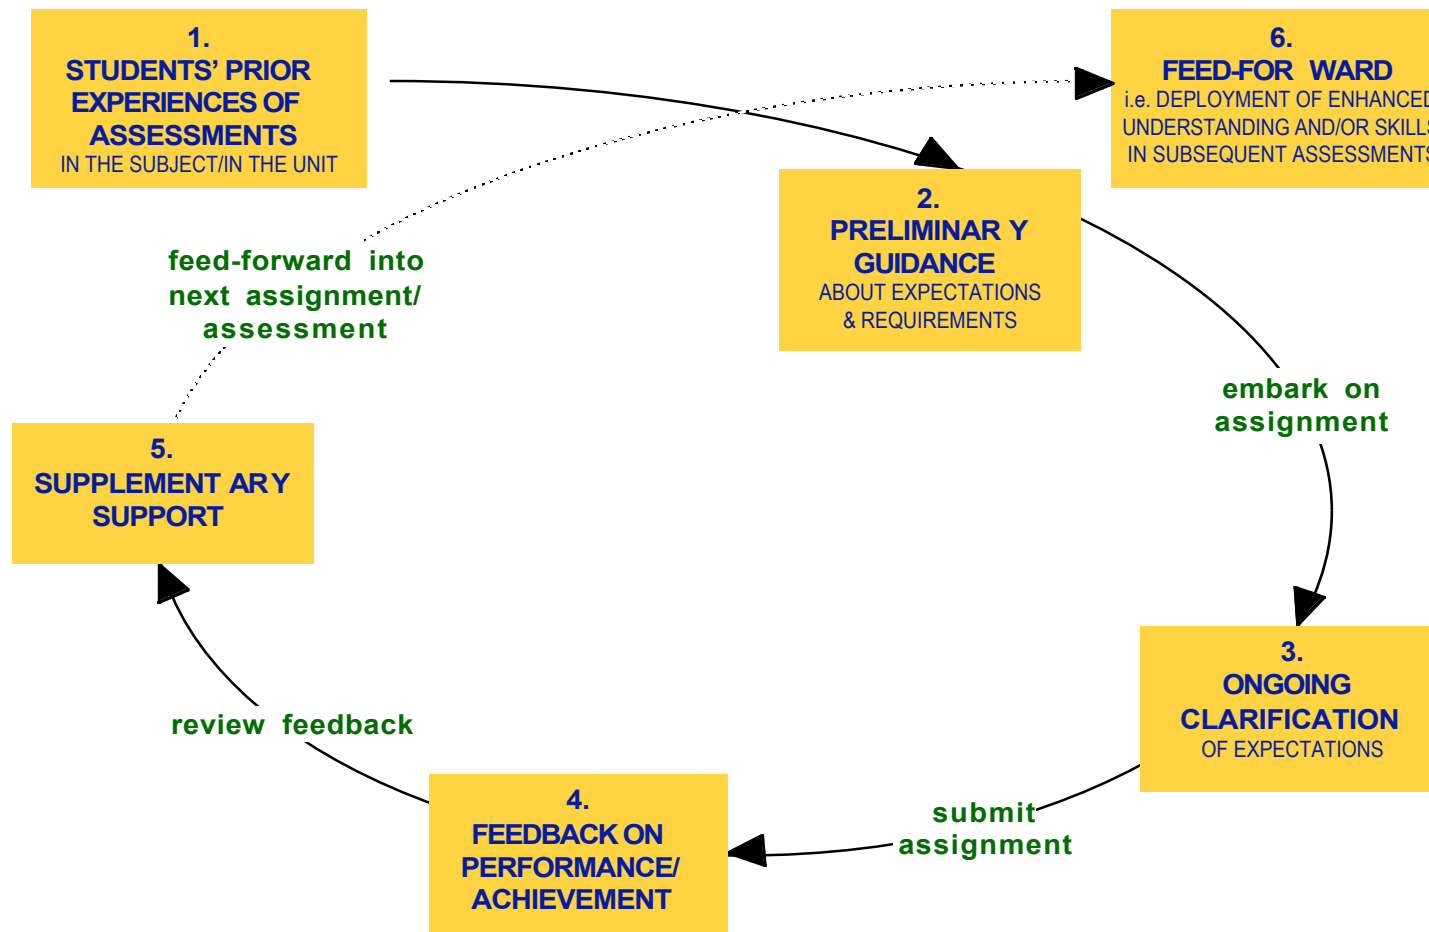 1.
STUDENTS’ PRIOR
EXPERIENCES OF
ASSESSMENTS
IN THE SUBJECT/IN THE UNIT
6.
FEED-FOR WARD
i.e. DEPLOYMENT OF ENHANCED
UNDERSTANDING AND/OR SKILLS
IN SUBSEQUENT ASSESSMENTS
2.
PRELIMINAR Y
GUIDANCE
ABOUT EXPECTATIONS
& REQUIREMENTS
feed-forward into
next assignment/
assessment
embark on
assignment
5.
SUPPLEMENT ARY
SUPPORT
3.
ONGOING
CLARIFICATION
OF EXPECTATIONS
review feedback
4.
FEEDBACK ON
PERFORMANCE/
ACHIEVEMENT
submit
assignment